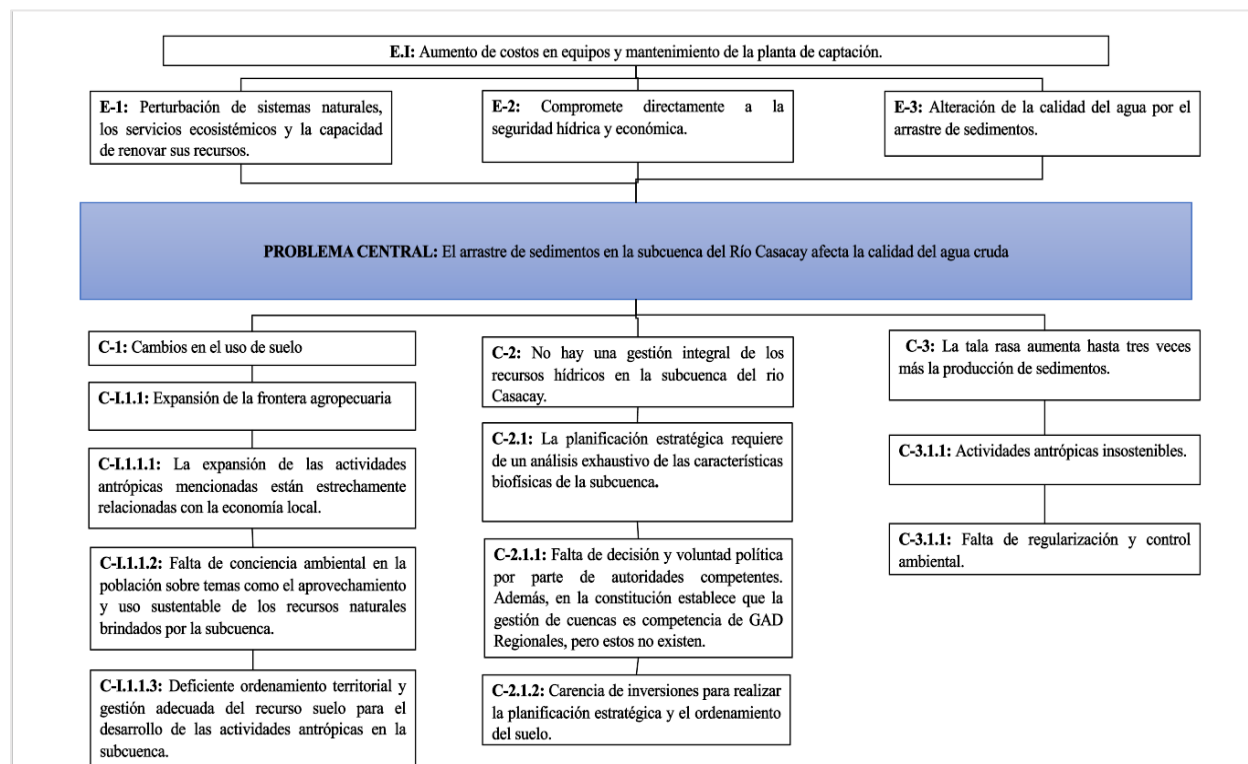 E.I: Aumento de costos en equipos y mantenimiento de la planta de captación.
E-1: Perturbación de sistemas naturales,
los servicios ecosistémicos y la capacidad
de renovar sus recursos.
E-2: Compromete directamente a la
seguridad hídrica y económica.
E-3: Alteración de la calidad del agua por el
arrastre de sedimentos.
PROBLEMA CENTRAL: El arrastre de sedimentos en la subcuenca del Río Casacay afecta la calidad del agua cruda
C-1: Cambios en el uso de suelo
C-I.1.1: Expansión de la frontera agropecuaria
C-I.1.1.1: La expansión de las actividades
antrópicas mencionadas están estrechamente
relacionadas con la economía local.
C-I.1.1.2: Falta de conciencia ambiental en la
población sobre temas como el aprovechamiento
y uso sustentable de los recursos naturales
brindados por la subcuenca.
C-I.1.1.3: Deficiente ordenamiento territorial y
gestión adecuada del recurso suelo para el
desarrollo de las actividades antrópicas en la
subcuenca.
C-2: No hay una gestión integral de los
recursos hídricos en la subcuenca del rio
Casacay.
C-2.1: La planificación estratégica requiere
de un análisis exhaustivo de las características
biofísicas de la subcuenca.
C-2.1.1: Falta de decisión y voluntad política
por parte de autoridades competentes.
Además, en la constitución establece que la
gestión de cuencas es competencia de GAD
Regionales, pero estos no existen.
C-2.1.2: Carencia de inversiones para realizar
la planificación estratégica y el ordenamiento
del suelo.
C-3: La tala rasa aumenta hasta tres veces
más la producción de sedimentos.
C-3.1.1: Actividades antrópicas insostenibles.
C-3.1.1: Falta de regularización y control
ambiental.